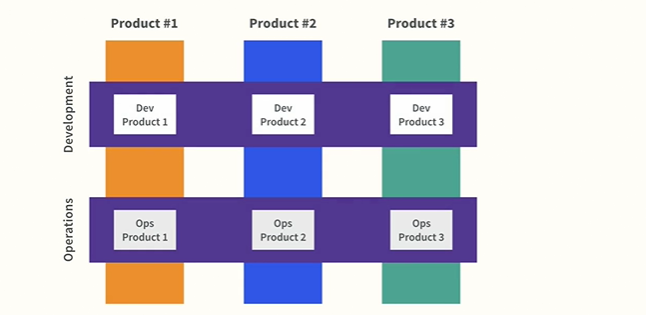 Product #1
Product #2
Product #3
Development
Dev
Product 1
Dev
Product 2
Dev
Product 3
Operations
Ops
Product 1
Ops
Product 2
Ops
Product 3